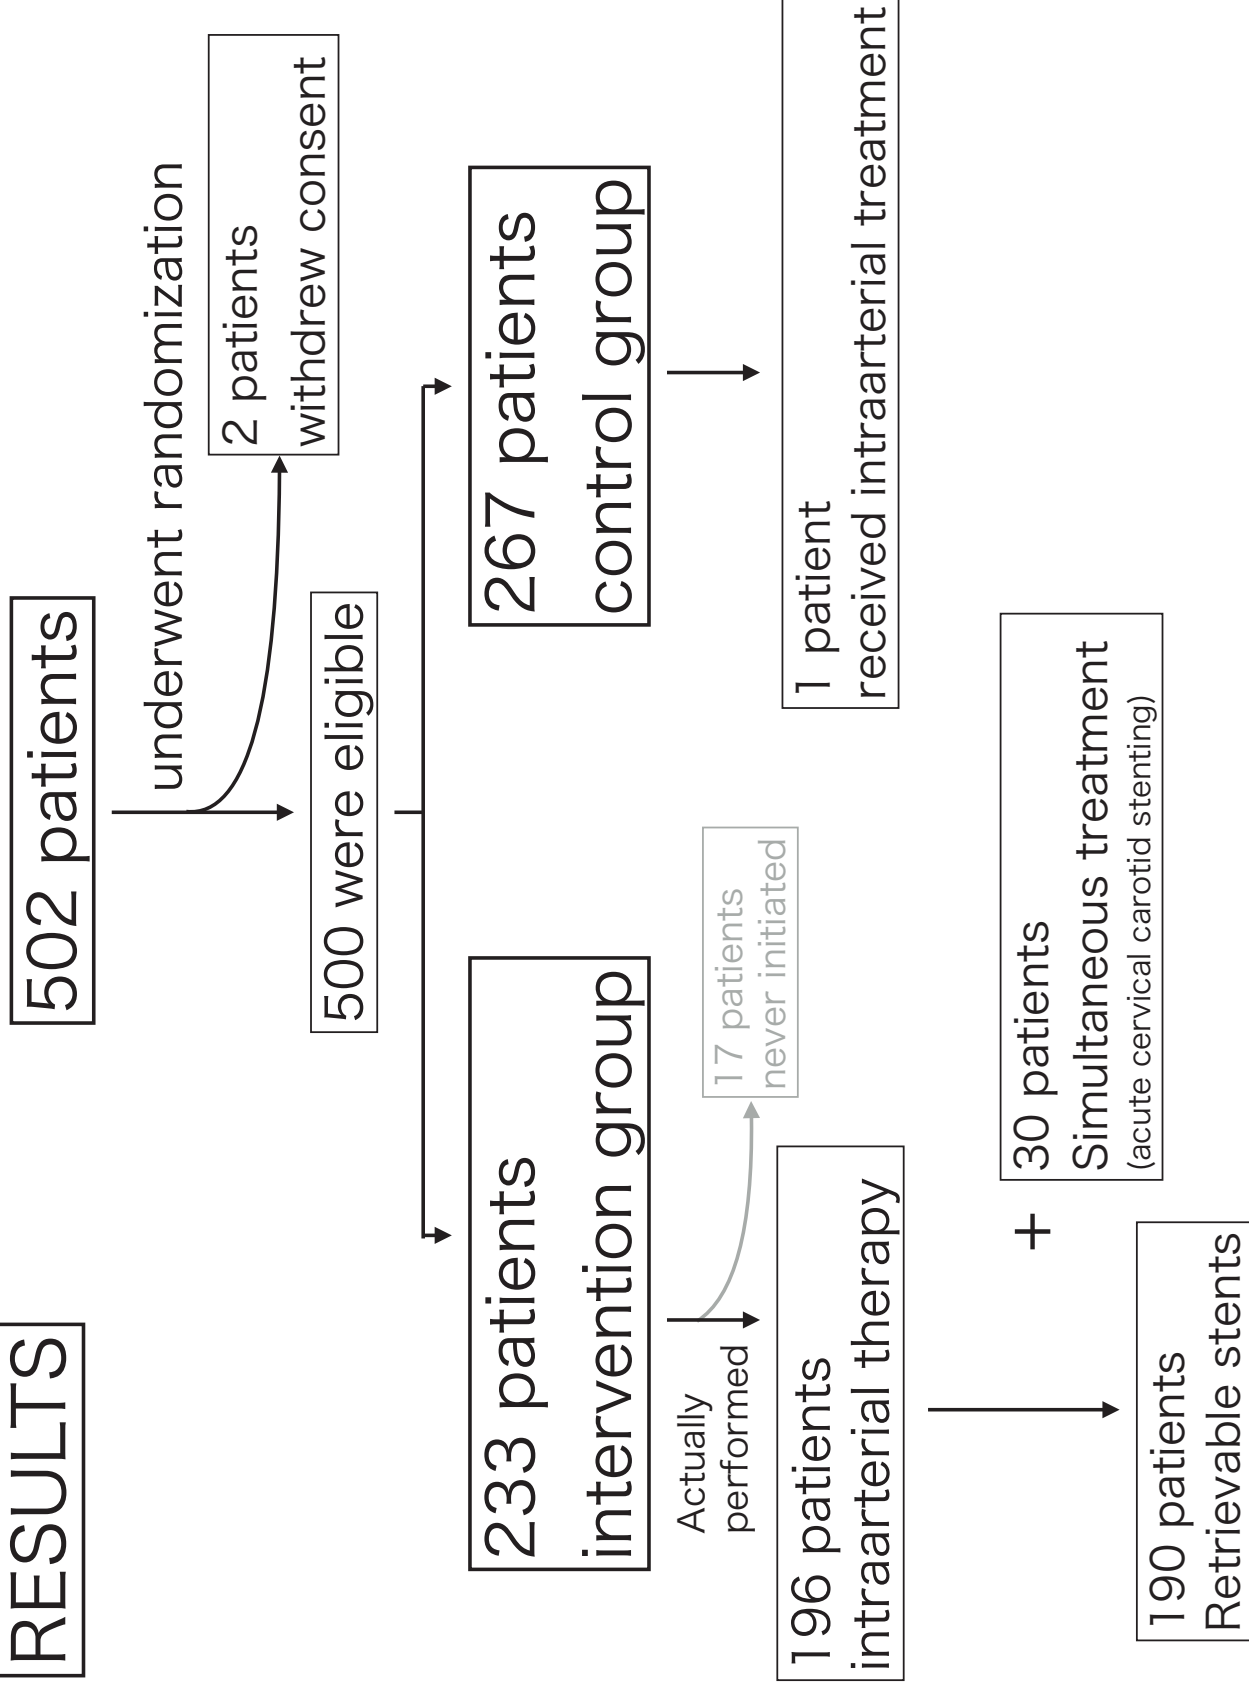 RESULTS
502 patients
underwent randomization
2 patients
withdrew consent
500 were eligible
233 patients
intervention group
267 patients
control group
Actually
performed
17 patients
never initiated
196 patients
intraarterial therapy
1 patient
received intraarterial treatment
+
30 patients
Simultaneous treatment
(acute cervical carotid stenting)
190 patients
Retrievable stents